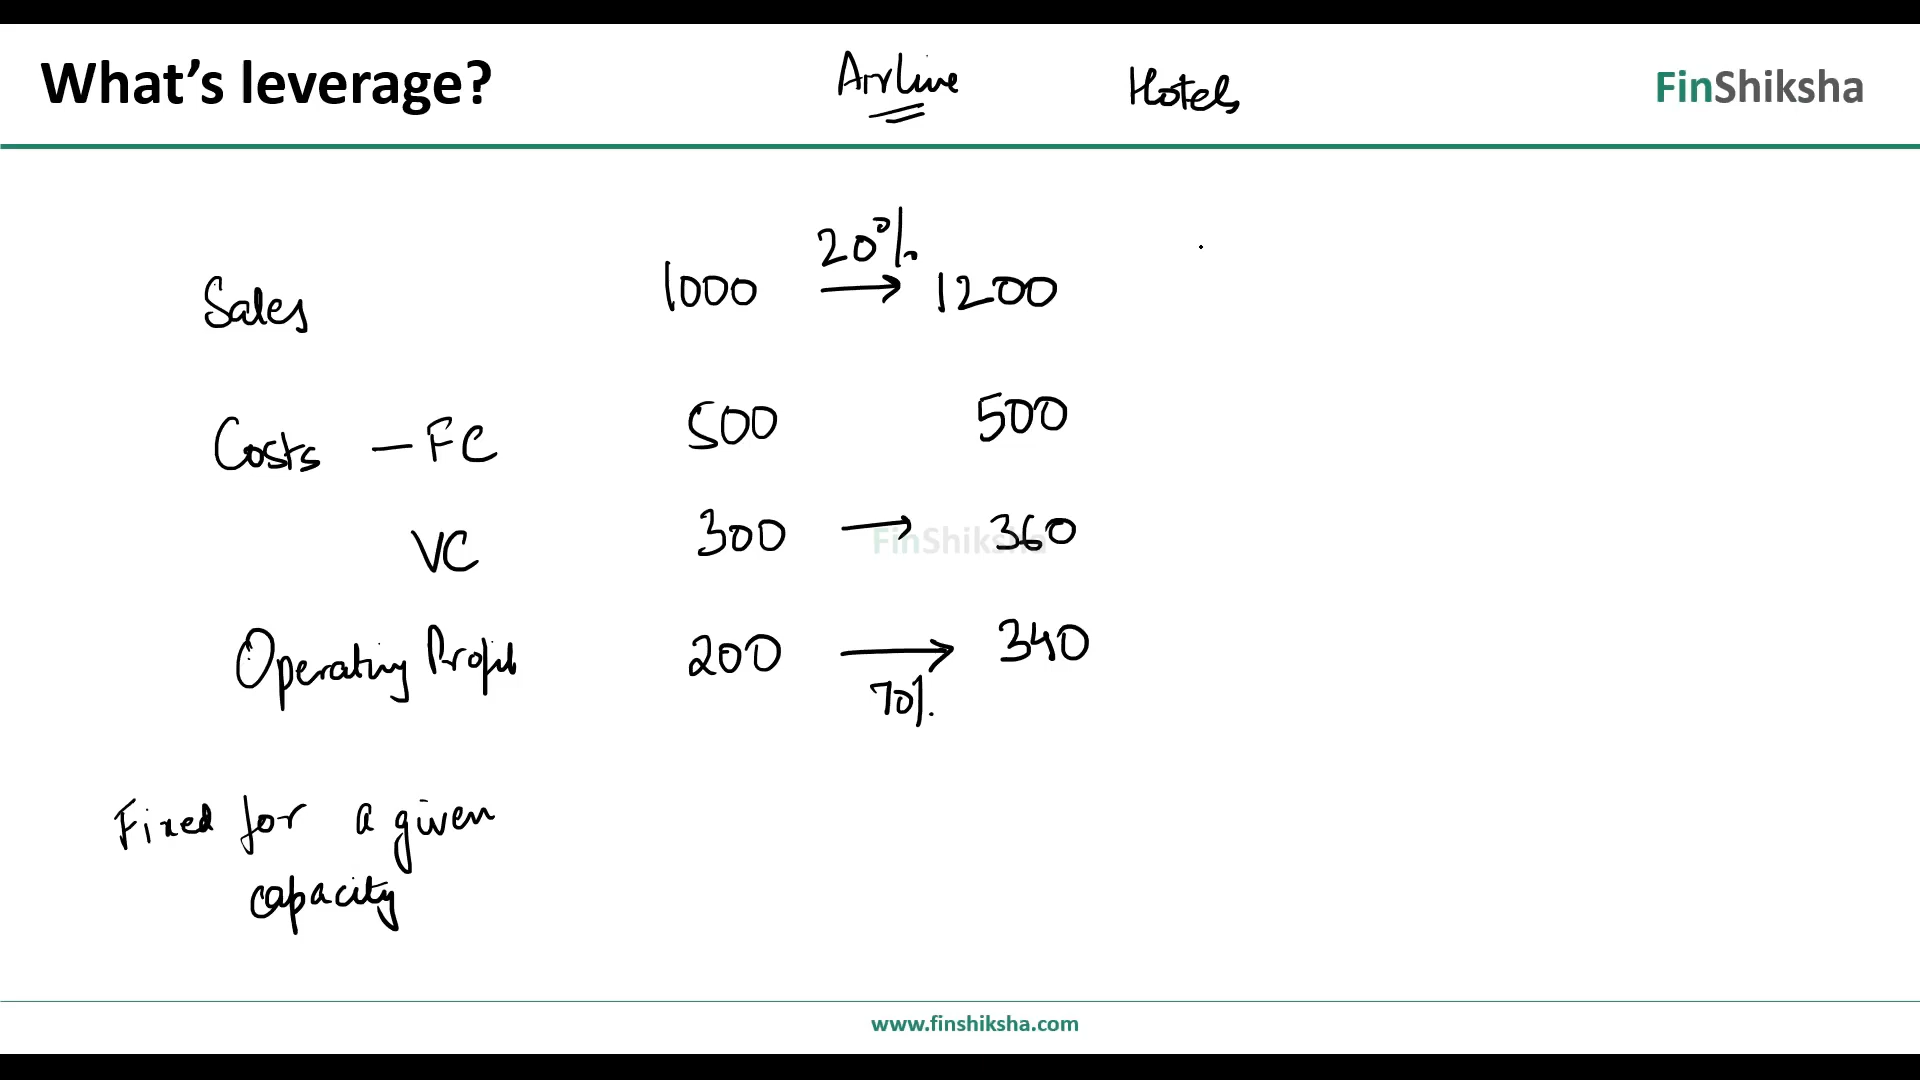 What's leverage?
Airline
Hotels
FinShiksha
20%
Sales 1000 → 1200
Costs – FC 500 500
VC 300 → 360
FinShiksha
Operating Profit 200 → 340
70%.
Fixed for a given
capacity
www.finshiksha.com